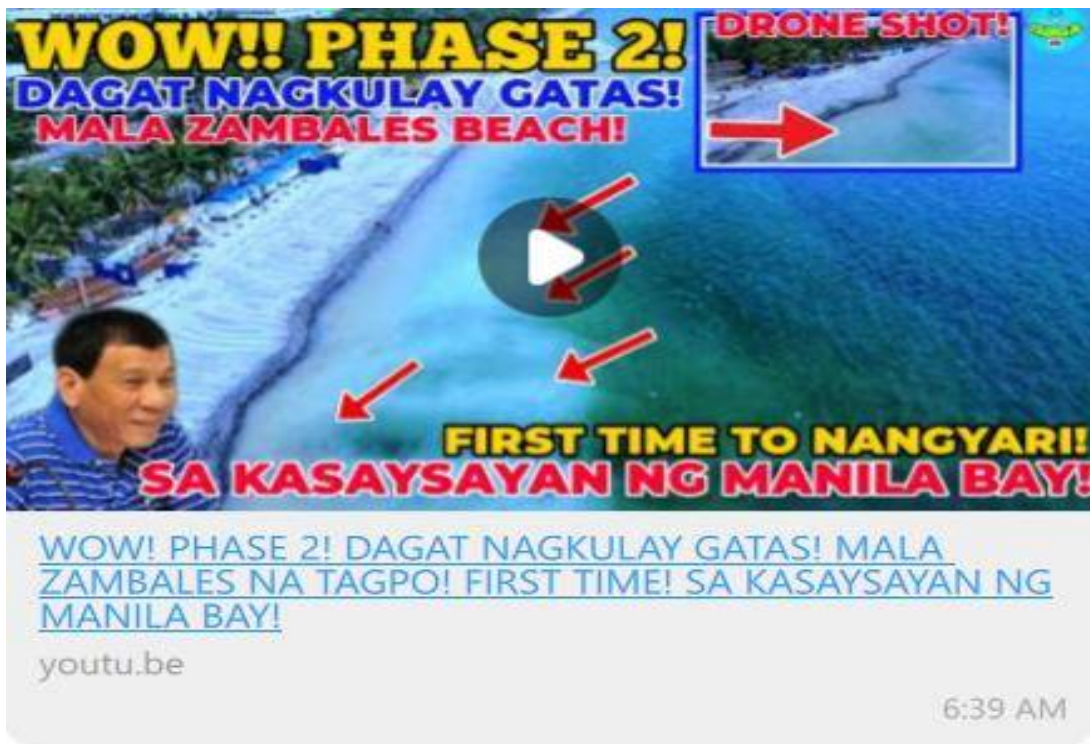 WOW!! PHASE 2!
DRONE SHOT!
DAGAT NAGKULAY GATAS!
MALA ZAMBALES BEACH!
FIRST TIME TO NANGYARI!
SA KASAYSAYAN NG MANILA BAY!
WOW! PHASE 2! DAGAT NAGKULAY GATAS! MALA
ZAMBALES NA TAGPO! FIRST TIME! SA KASAYSAYAN NG
MANILA BAY!
youtu.be
6:39 AM